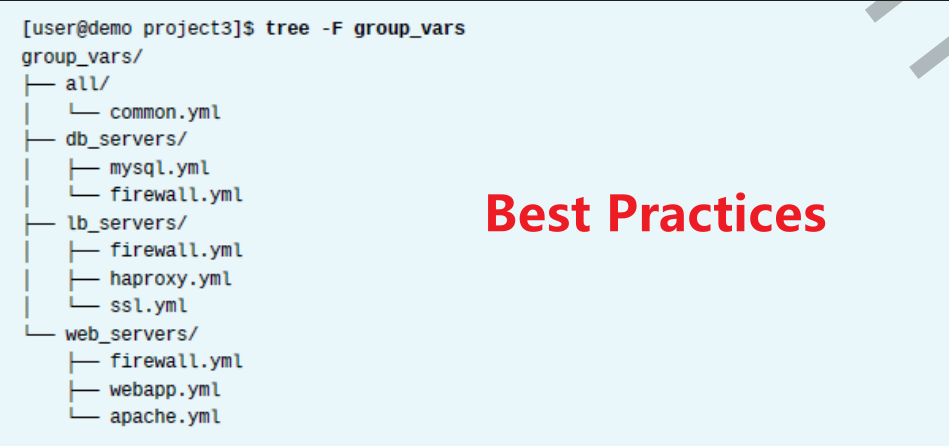 [user@demo project3]$ tree -F group_vars
group_vars/
├── all/
│   └── common.yml
├── db_servers/
│   ├── mysql.yml
│   └── firewall.yml
├── lb_servers/
│   ├── firewall.yml
│   ├── haproxy.yml
│   └── ssl.yml
└── web_servers/
    ├── firewall.yml
    ├── webapp.yml
    └── apache.yml
Best Practices